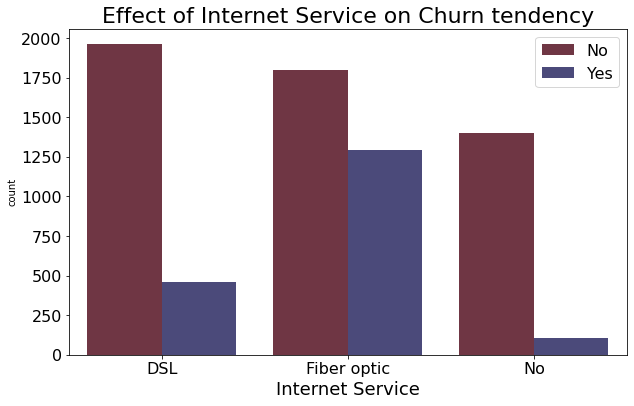 Effect of Internet Service on Churn tendency
No
Yes
2000
1750
1500
1250
1000
750
500
250
0
count
DSL
Fiber optic
No
Internet Service